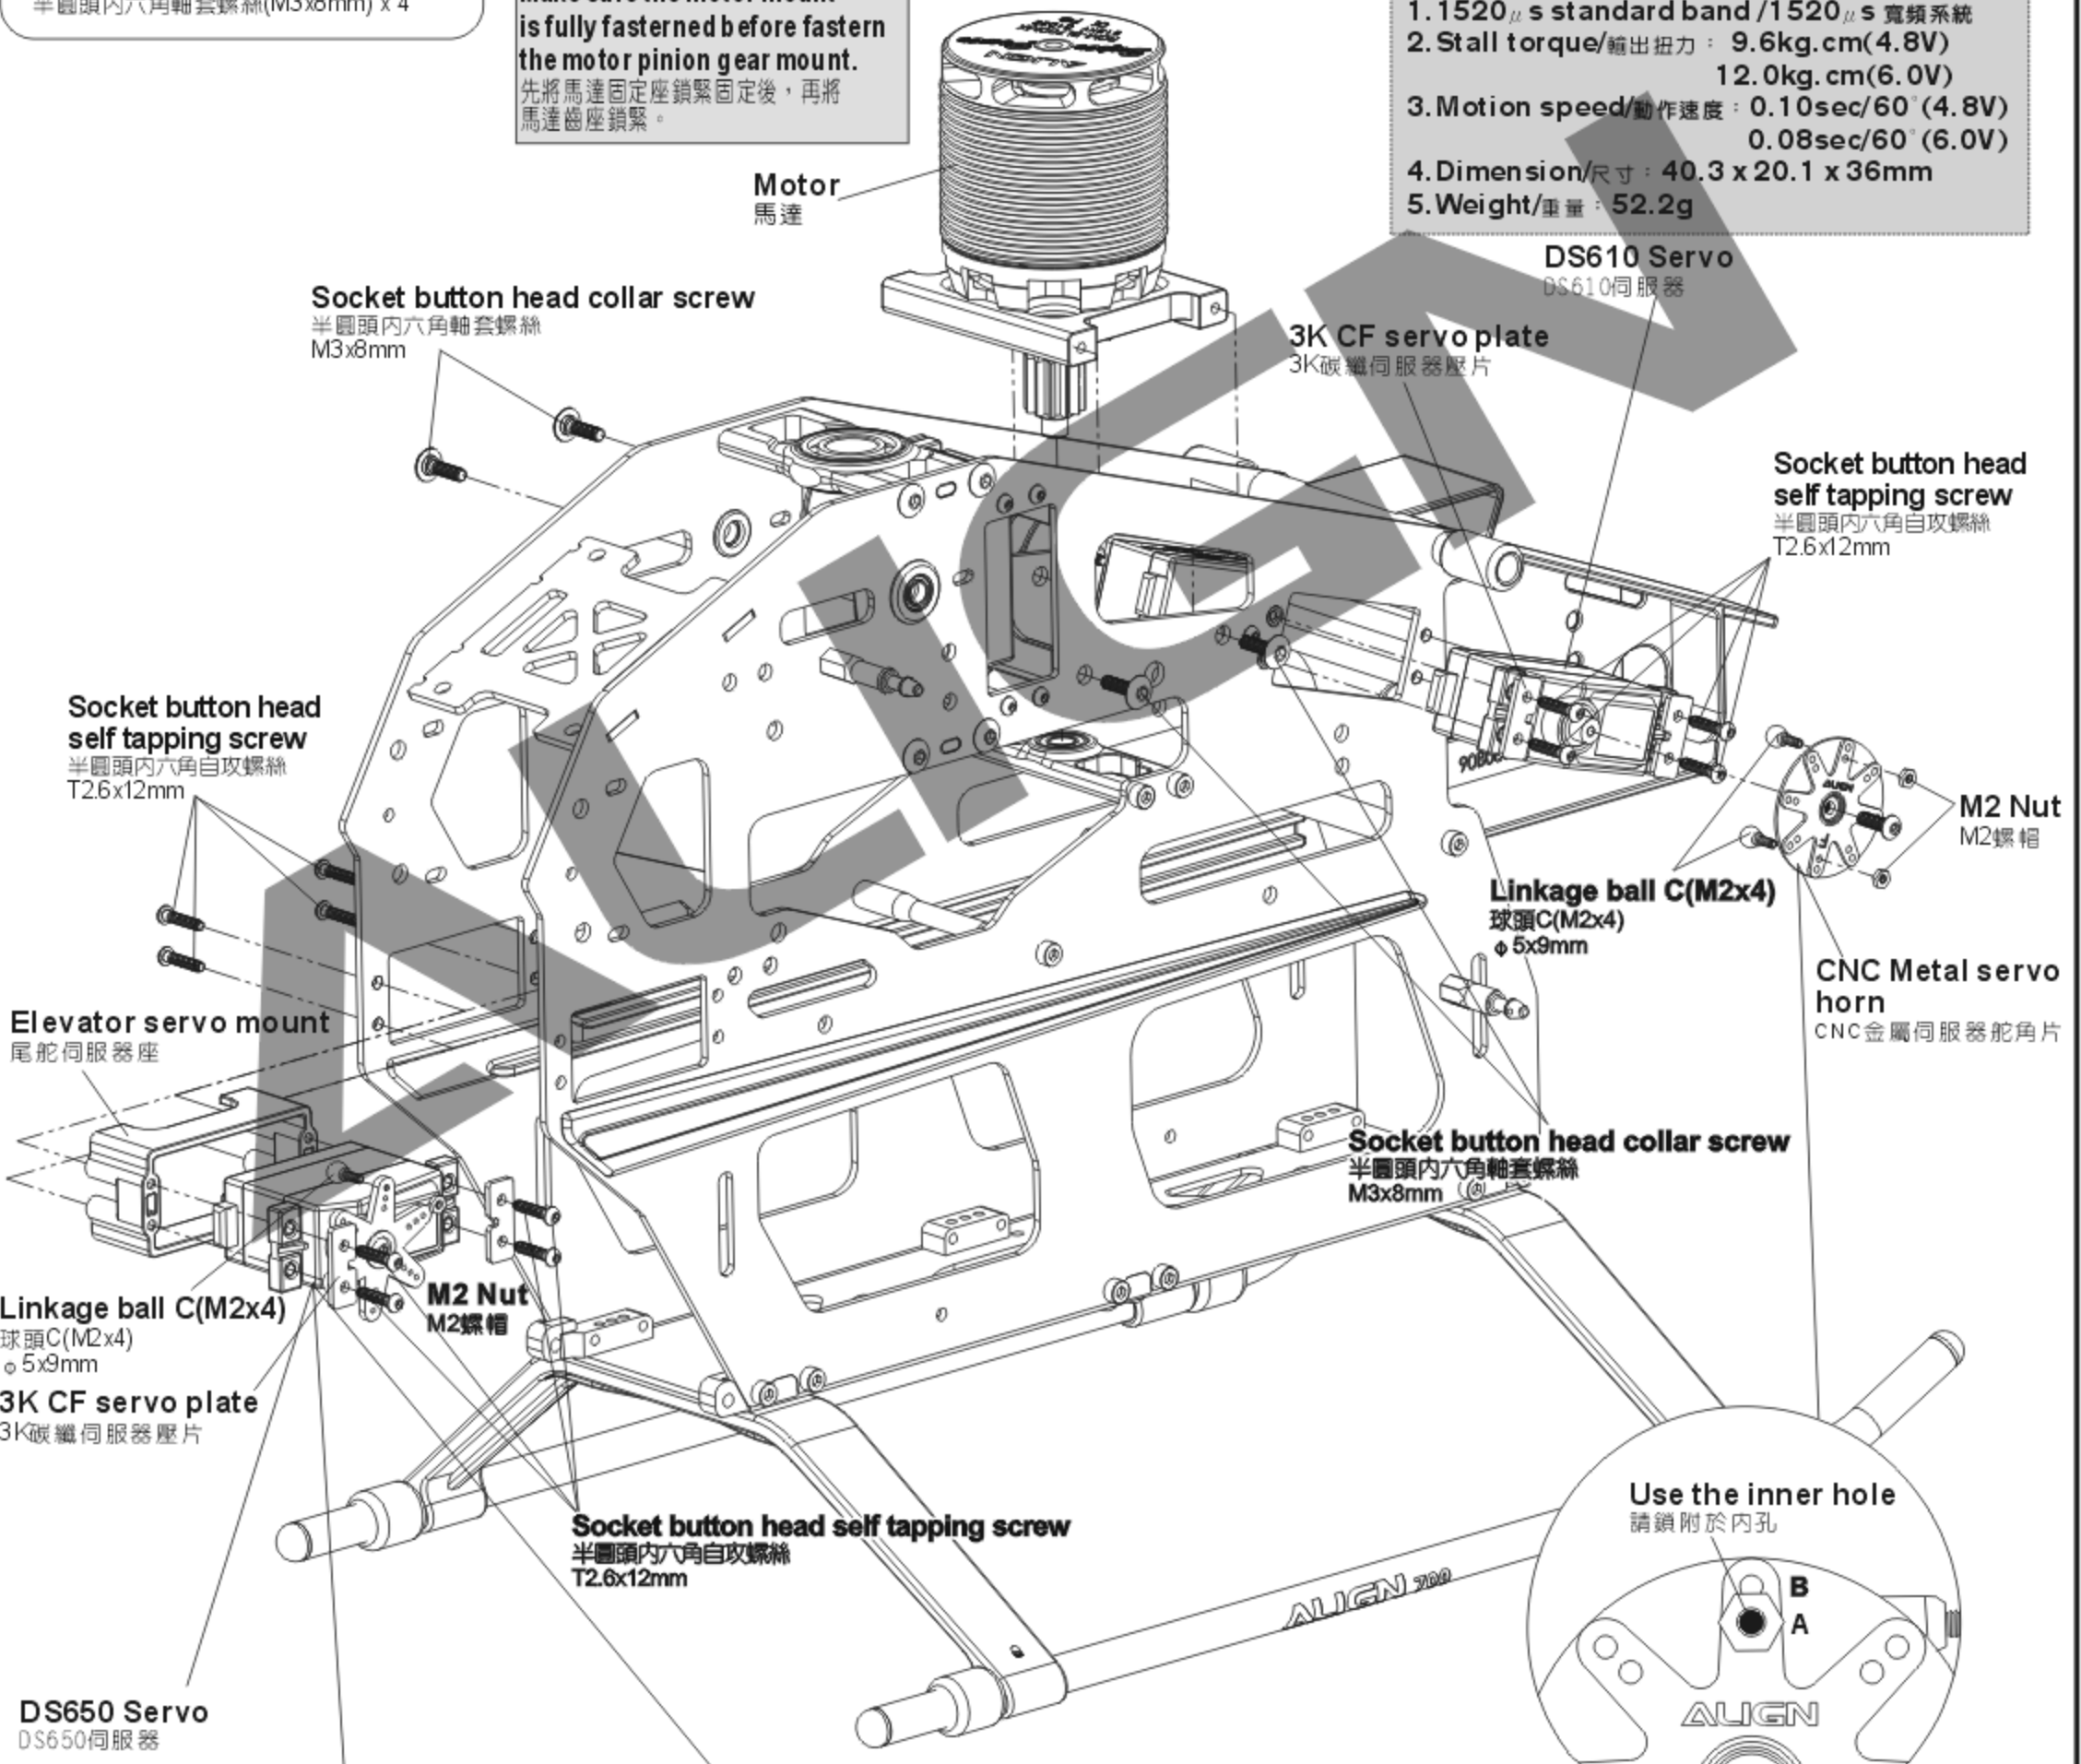 半圓頭內六角軸套螺絲(M3x8mm) x 4
make sure the motor mount
is fully fasterned before fastern
the motor pinion gear mount.
先將馬達固定座鎖緊固定後，再將
馬達齒座鎖緊。
1.1520μs standard band /1520μs 寬頻系統
2.Stall torque/輸出扭力：9.6kg.cm(4.8V)
12.0kg.cm(6.0V)
3.Motion speed/動作速度：0.10sec/60°(4.8V)
0.08sec/60°(6.0V)
4.Dimension/尺寸：40.3 x 20.1 x 36mm
5.Weight/重量：52.2g
Motor
馬達
DS610 Servo
DS610伺服器
Socket button head collar screw
半圓頭內六角軸套螺絲
M3x8mm
3K CF servo plate
3K碳纖伺服器壓片
Socket button head
self tapping screw
半圓頭內六角自攻螺絲
T2.6x12mm
Socket button head
self tapping screw
半圓頭內六角自攻螺絲
T2.6x12mm
M2 Nut
M2螺帽
Linkage ball C(M2x4)
球頭C(M2x4)
φ 5x9mm
CNC Metal servo
horn
CNC金屬伺服器舵角片
Elevator servo mount
尾舵伺服器座
Socket button head collar screw
半圓頭內六角軸套螺絲
M3x8mm
M2 Nut
M2螺帽
Linkage ball C(M2x4)
球頭C(M2x4)
φ 5x9mm
3K CF servo plate
3K碳纖伺服器壓片
Socket button head self tapping screw
半圓頭內六角自攻螺絲
T2.6x12mm
Use the inner hole
請鎖附於內孔
B
A
ALIGN
ALIGN 700
DS650 Servo
DS650伺服器
ALIGN